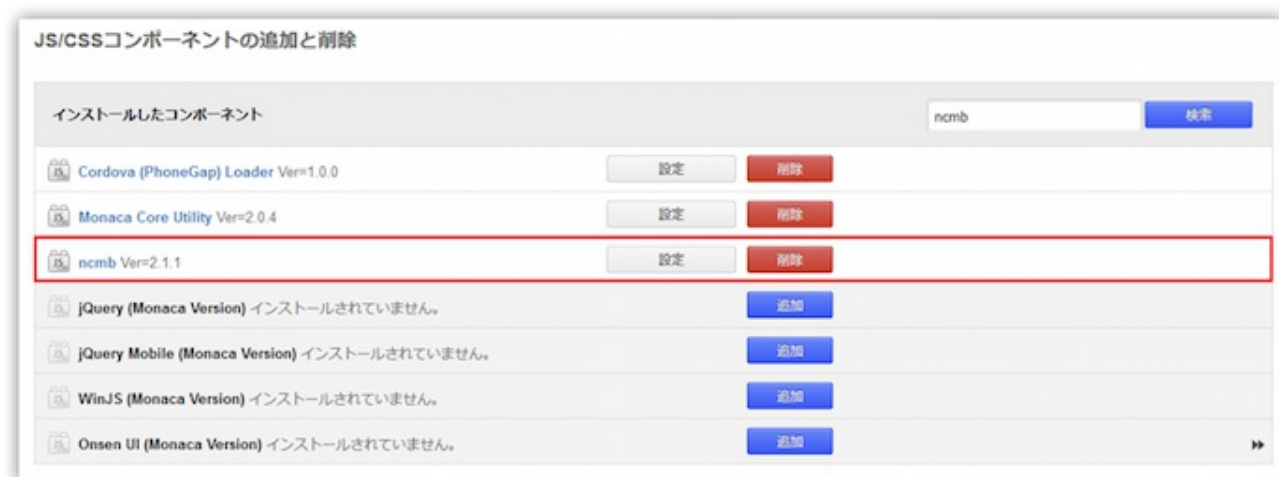 JS/CSSコンポーネントの追加と削除
インストールしたコンポーネント ncmb 検索
Cordova (PhoneGap) Loader Ver=1.0.0 設定 削除
Monaca Core Utility Ver=2.0.4 設定 削除
ncmb Ver=2.1.1 設定 削除
jQuery (Monaca Version) インストールされていません。 追加
jQuery Mobile (Monaca Version) インストールされていません。 追加
WinJS (Monaca Version) インストールされていません。 追加
Onsen UI (Monaca Version) インストールされていません。 追加